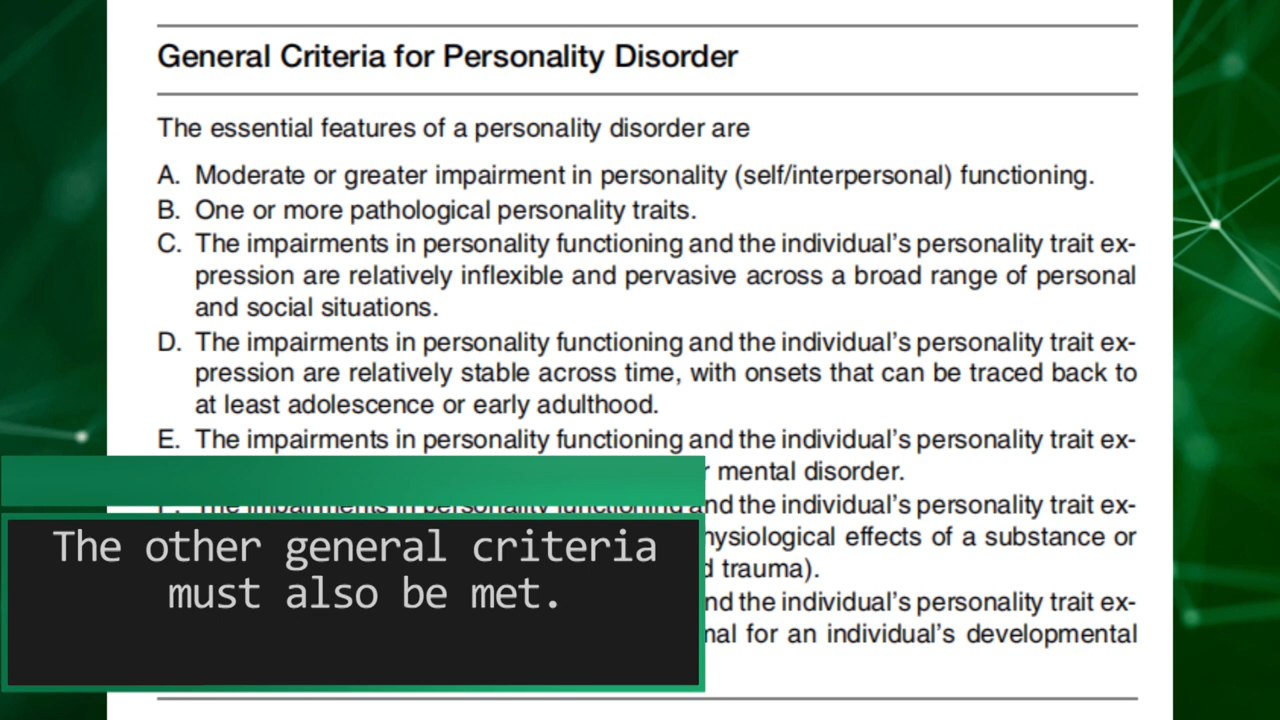 General Criteria for Personality Disorder
The essential features of a personality disorder are
A. Moderate or greater impairment in personality (self/interpersonal) functioning.
B. One or more pathological personality traits.
C. The impairments in personality functioning and the individual's personality trait ex-
pression are relatively inflexible and pervasive across a broad range of personal
and social situations.
D. The impairments in personality functioning and the individual's personality trait ex-
pression are relatively stable across time, with onsets that can be traced back to
at least adolescence or early adulthood.
E. The impairments in personality functioning and the individual's personality trait ex-
mental disorder.
The impairments in personality functioning and the individual's personality trait ex-
effects of a substance or
trauma).
the individual's personality trait ex-
for an individual's developmental
The other general criteria
must also be met.